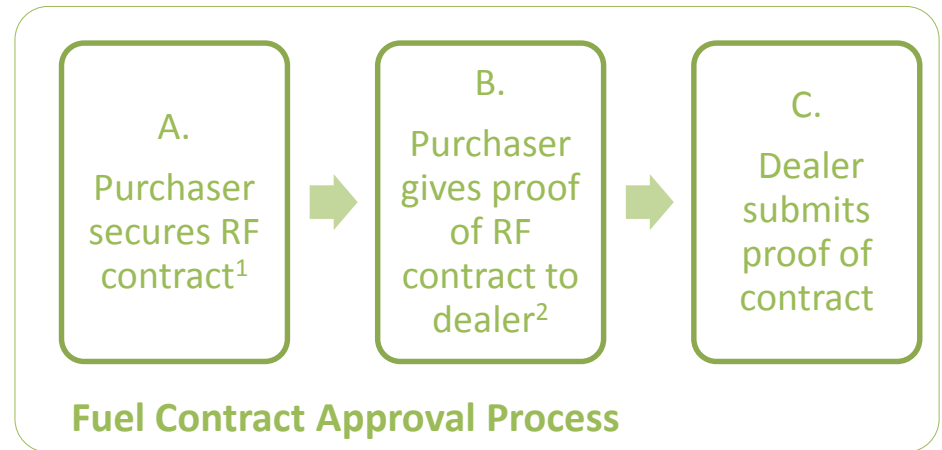 A.
Purchaser
secures RF
contract¹
B.
Purchaser
gives proof
of RF
contract to
dealer²
C.
Dealer
submits
proof of
contract
Fuel Contract Approval Process